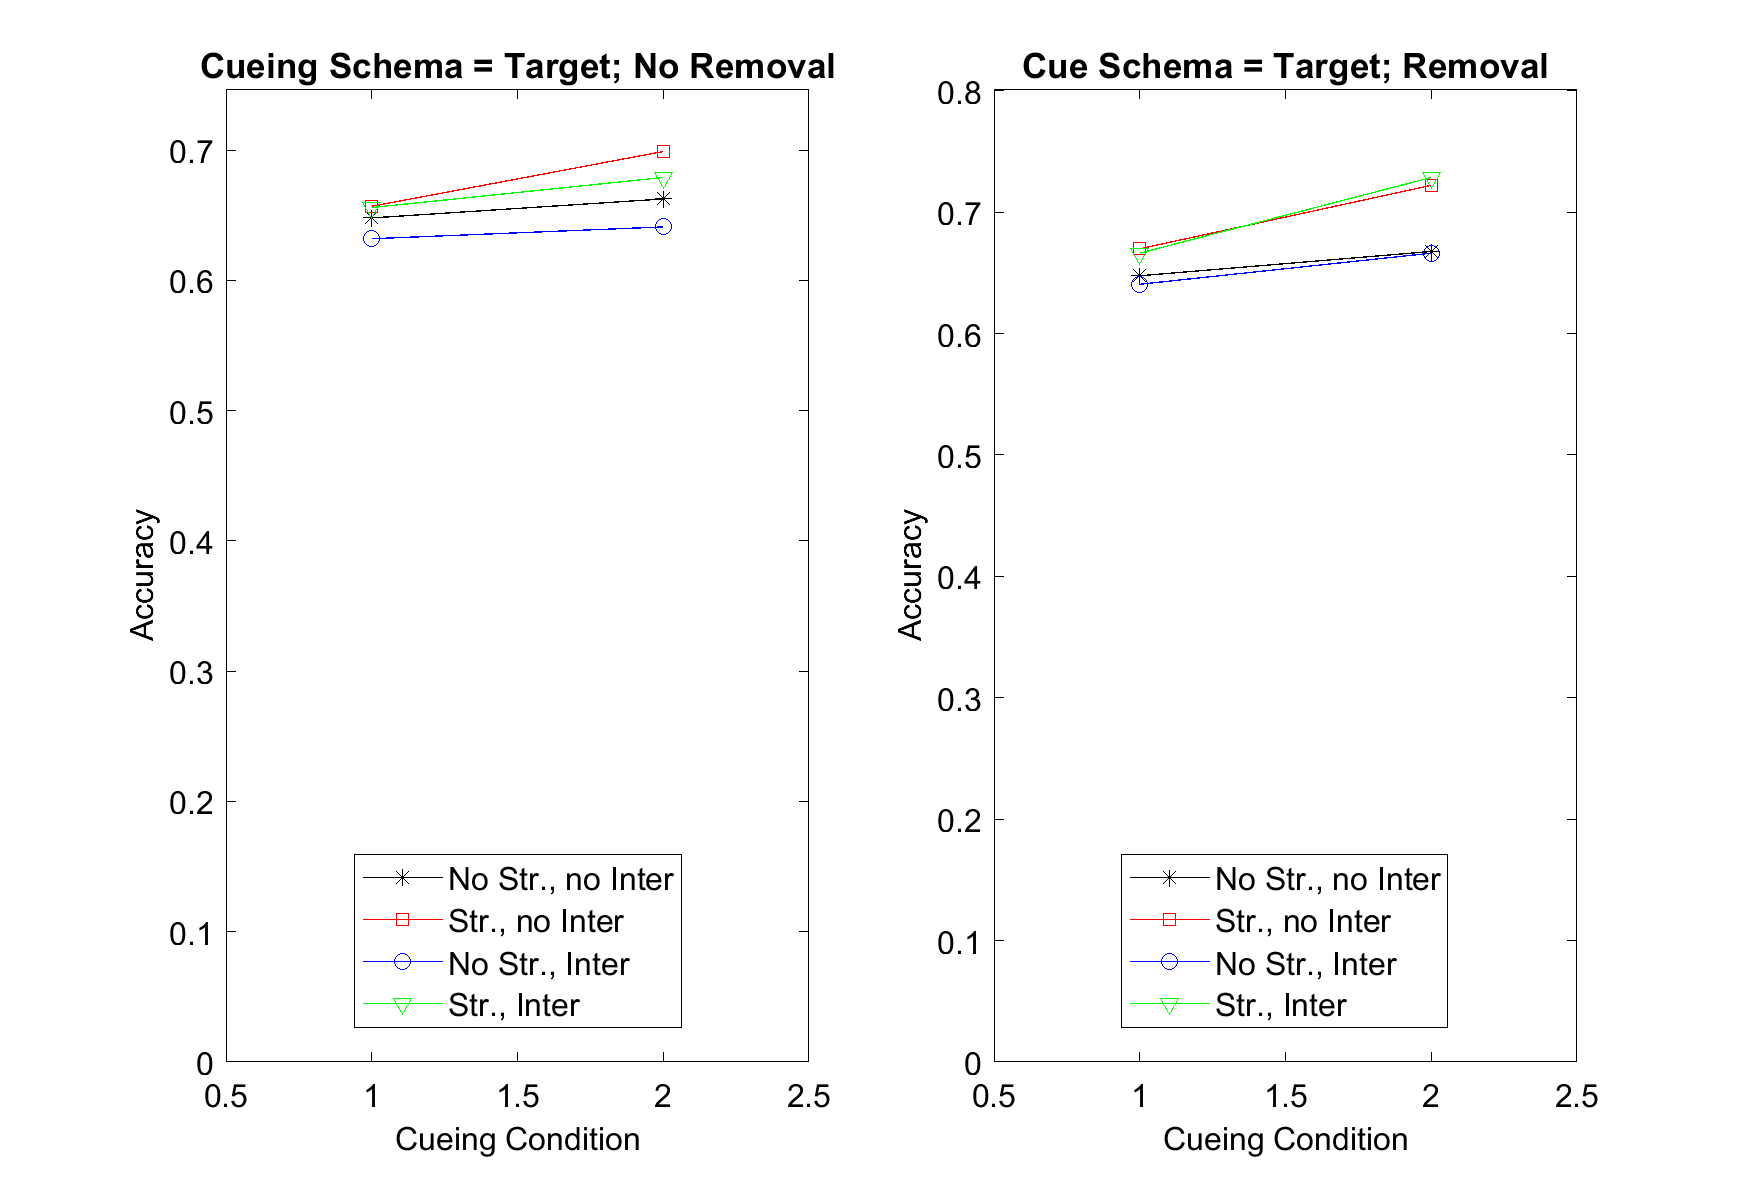 Cueing Schema = Target; No Removal
0.7
0.6
0.5
0.4
0.3
0.2
0.1
0
Accuracy
No Str., no Inter
Str., no Inter
No Str., Inter
Str., Inter
0.5 1 1.5 2 2.5
Cueing Condition
Cue Schema = Target; Removal
0.8
0.7
0.6
0.5
0.4
0.3
0.2
0.1
0
Accuracy
No Str., no Inter
Str., no Inter
No Str., Inter
Str., Inter
0.5 1 1.5 2 2.5
Cueing Condition